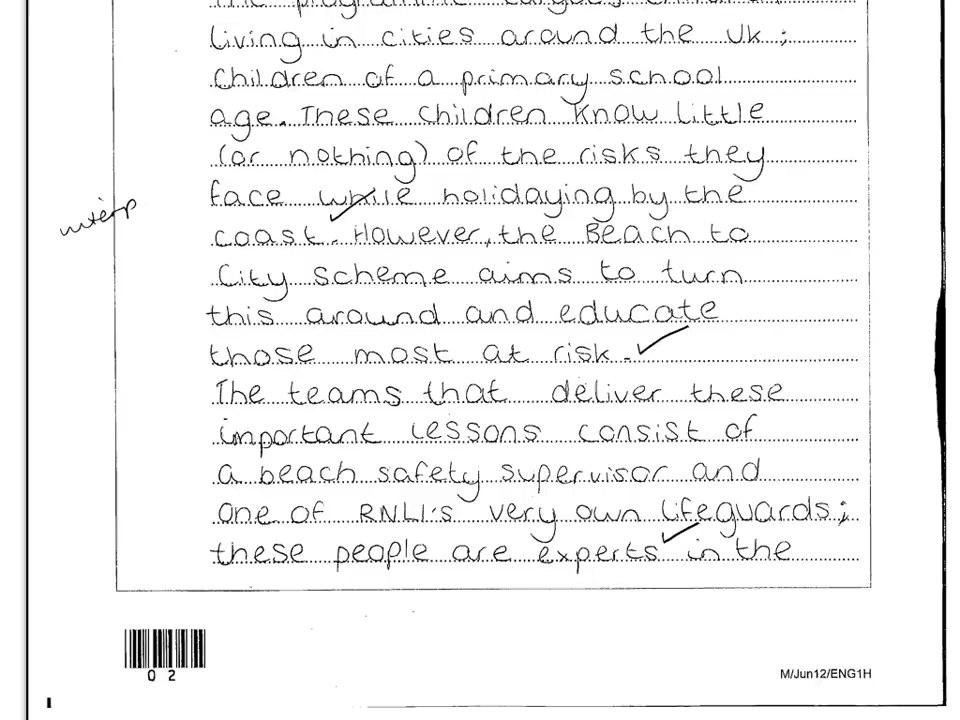 living in cities around the UK;
Children of a primary school
age. These children know little
(or nothing) of the risks they
face while holidaying by the
interp
coast. However, the Beach to
City scheme aims to turn
this around and educate
those most at risk.
The teams that deliver these
important lessons consist of
a beach safety supervisor and
one of RNLI's very own lifeguards;
these people are experts in the
0 2
M/Jun12/ENG1H